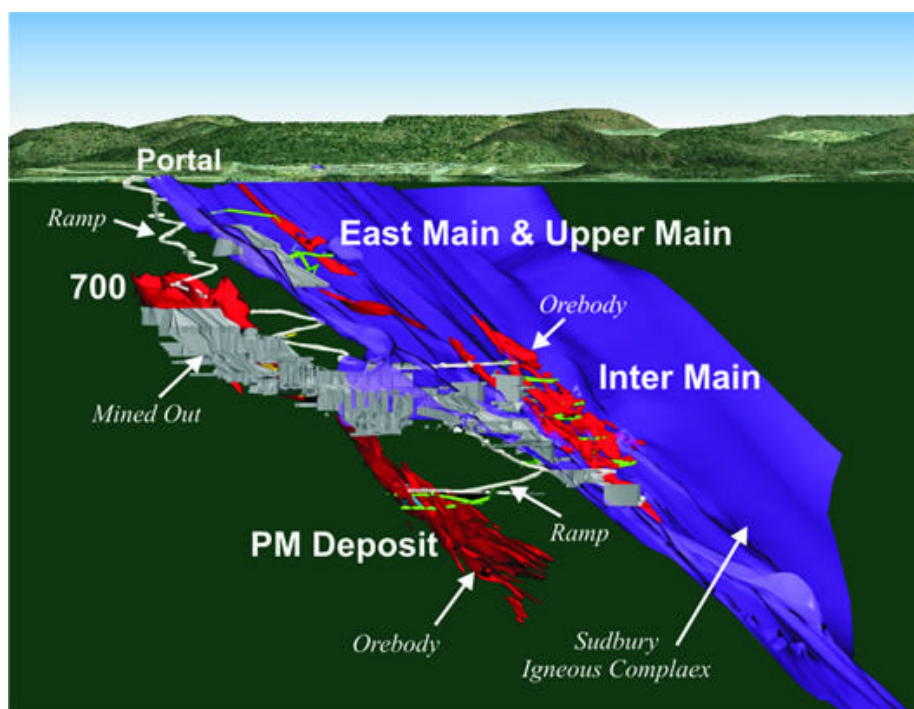 Portal
Ramp
East Main & Upper Main
700
Orebody
Inter Main
Mined Out
Ramp
PM Deposit
Orebody
Sudbury
Igneous Complaex